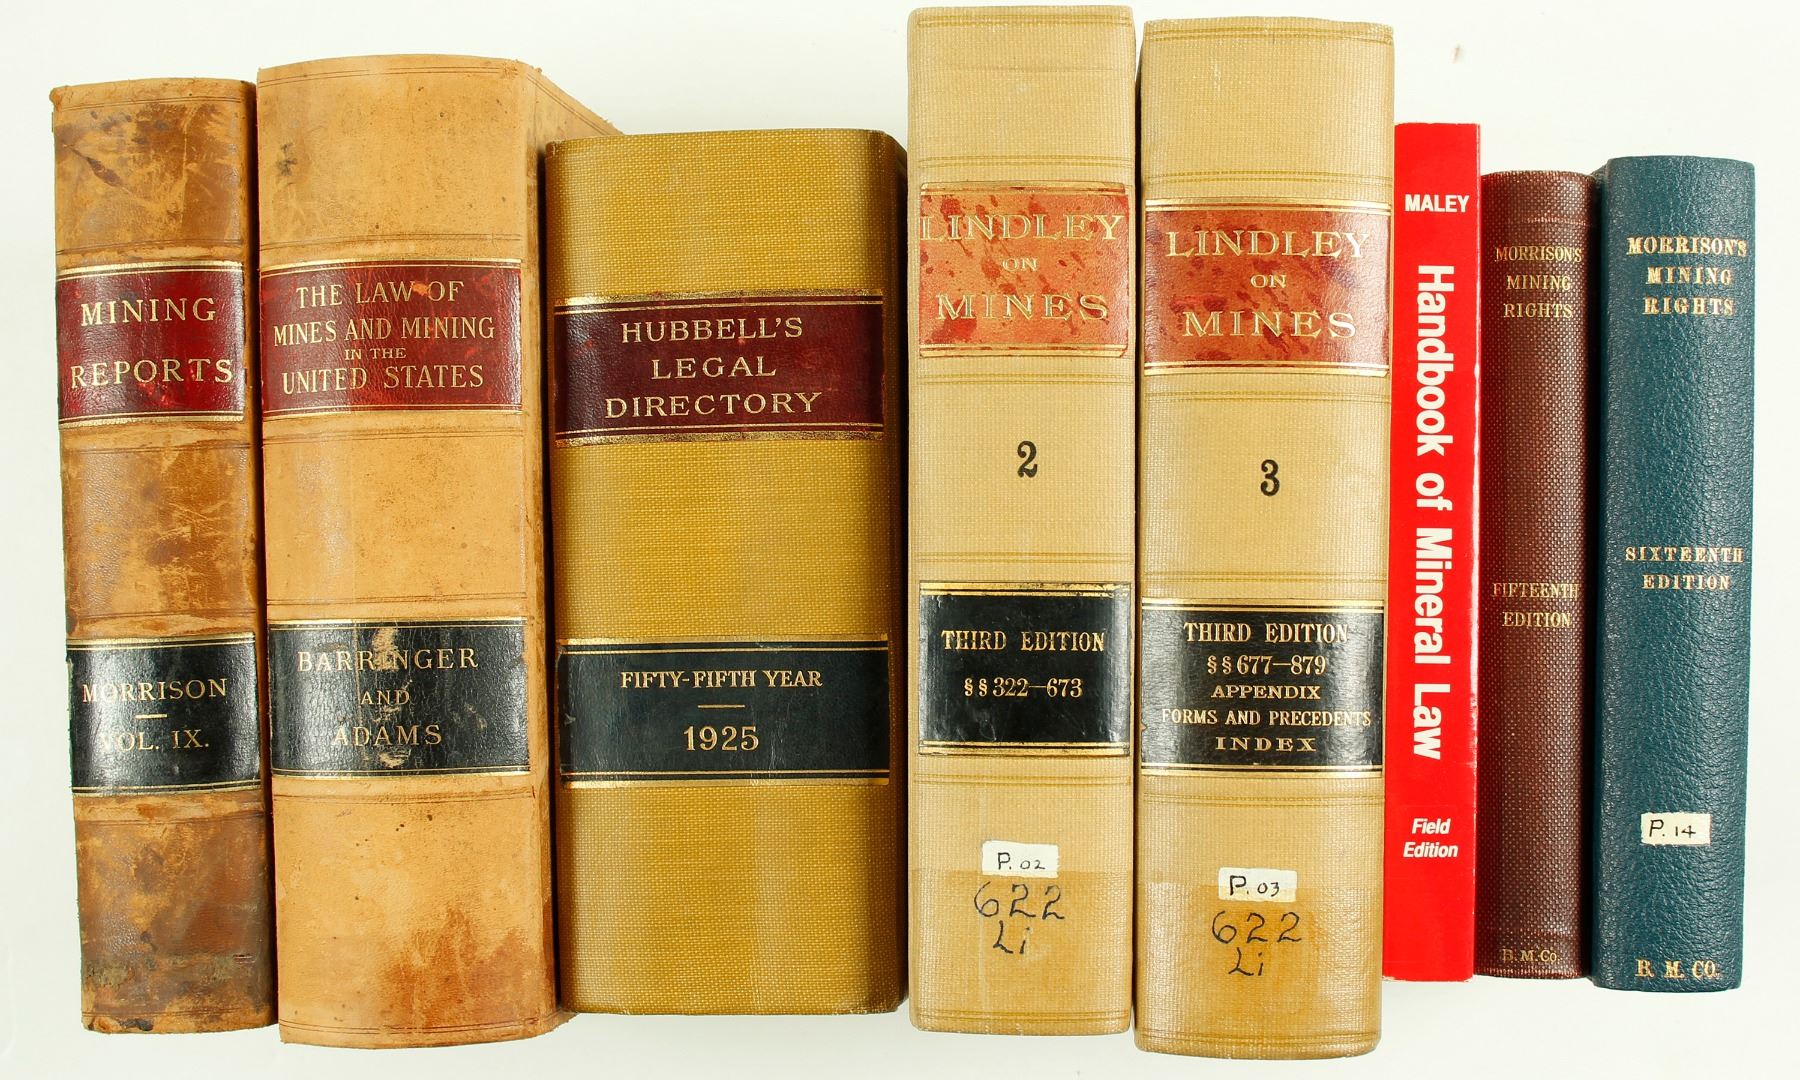 MINING
REPORTS
MORRISON
VOL. IX.
THE LAW OF
MINES AND MINING
IN THE
UNITED STATES
BARRINGER
AND
ADAMS
HUBBELL'S
LEGAL
DIRECTORY
FIFTY-FIFTH YEAR
1925
LINDLEY
ON
MINES
2
THIRD EDITION
§§322—673
P.02
622
Li
LINDLEY
ON
MINES
3
THIRD EDITION
§§677—879
APPENDIX
FORMS AND PRECEDENTS
INDEX
P.03
622
Li
MALEY
Handbook of Mineral Law
Field
Edition
MORRISON'S
MINING
RIGHTS
FIFTEENTH
EDITION
B.M.Co.
MORRISON'S
MINING
RIGHTS
SIXTEENTH
EDITION
P.14
B. M. CO.